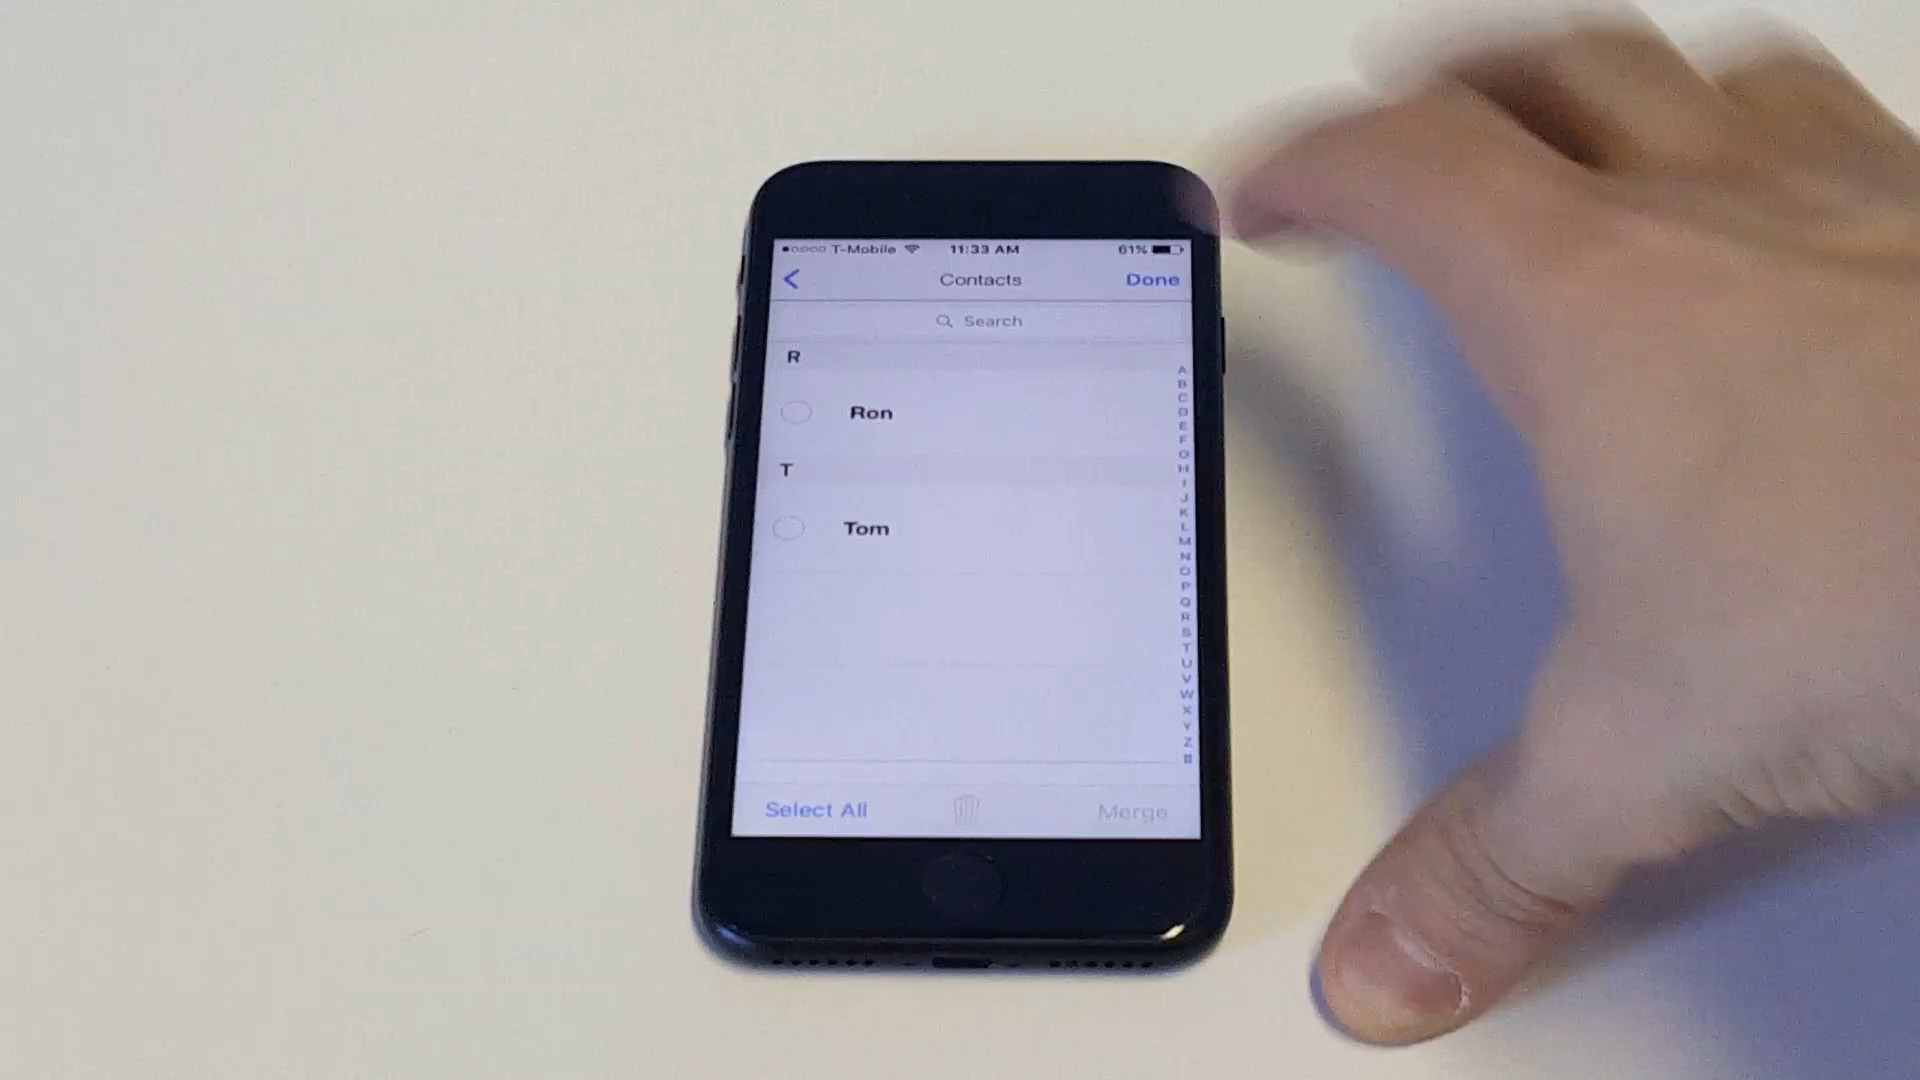 T-Mobile 11:33 AM 61%
Contacts Done
Search
R
Ron
T
Tom
A
B
C
D
E
F
G
H
I
J
K
L
M
N
O
P
Q
R
S
T
U
V
W
X
Y
Z
#
Select All Merge